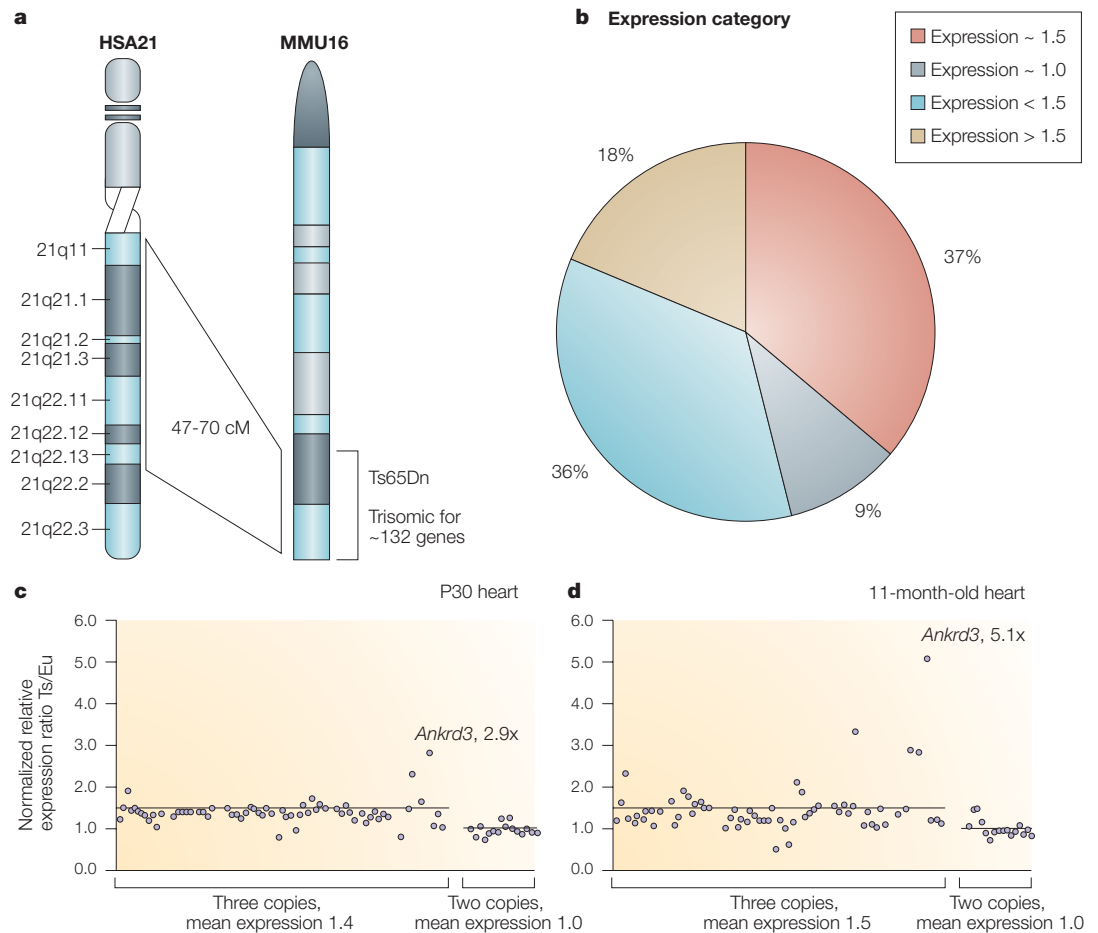 a
HSA21
MMU16
21q11
21q21.1
21q21.2
21q21.3
21q22.11
21q22.12
21q22.13
21q22.2
21q22.3
47-70 cM
Ts65Dn
Trisomic for
~132 genes
b Expression category
Expression ~ 1.5
Expression ~ 1.0
Expression < 1.5
Expression > 1.5
18%
37%
36%
9%
c
P30 heart
Normalized relative
expression ratio Ts/Eu
6.0
5.0
4.0
3.0
2.0
1.0
0.0
Ankrd3, 2.9x
Three copies,
mean expression 1.4
Two copies,
mean expression 1.0
d
11-month-old heart
6.0
5.0
4.0
3.0
2.0
1.0
0.0
Ankrd3, 5.1x
Three copies,
mean expression 1.5
Two copies,
mean expression 1.0